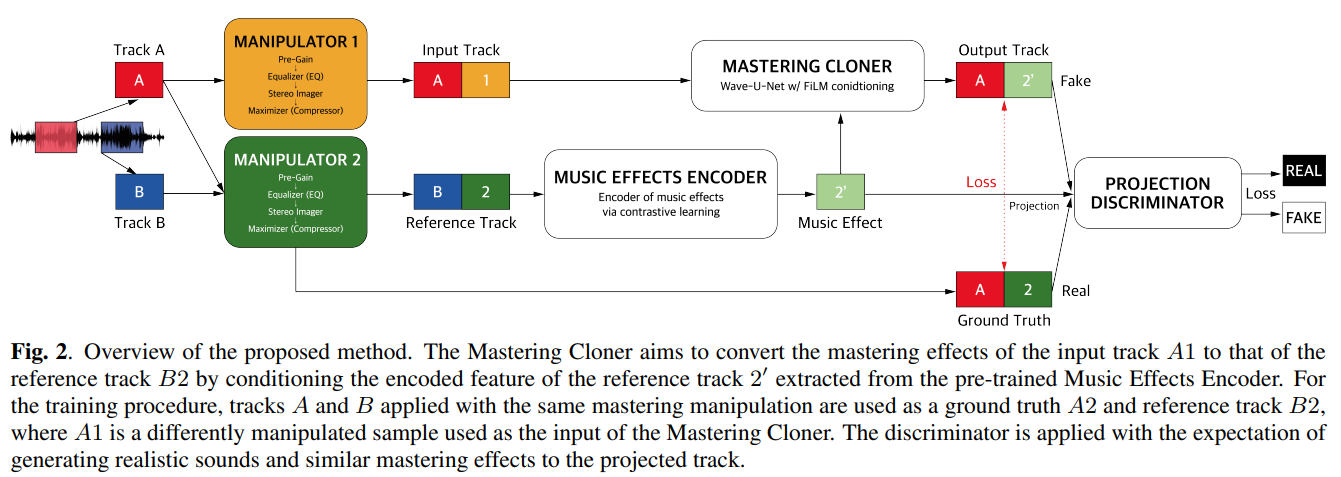 Track A
A
Track B
B
MANIPULATOR 1
Pre-Gain
Equalizer (EQ)
Stereo Imager
Maximizer (Compressor)
MANIPULATOR 2
Pre-Gain
Equalizer (EQ)
Stereo Imager
Maximizer (Compressor)
Input Track
A 1
B 2
Reference Track
MUSIC EFFECTS ENCODER
Encoder of music effects
via contrastive learning
2'
Music Effect
MASTERING CLONER
Wave-U-Net w/ FiLM conidtioning
Output Track
A 2' Fake
Loss
Projection
A 2 Real
Ground Truth
PROJECTION
DISCRIMINATOR
REAL
Loss
FAKE
Fig. 2. Overview of the proposed method. The Mastering Cloner aims to convert the mastering effects of the input track A1 to that of the
reference track B2 by conditioning the encoded feature of the reference track 2′ extracted from the pre-trained Music Effects Encoder. For
the training procedure, tracks A and B applied with the same mastering manipulation are used as a ground truth A2 and reference track B2,
where A1 is a differently manipulated sample used as the input of the Mastering Cloner. The discriminator is applied with the expectation of
generating realistic sounds and similar mastering effects to the projected track.